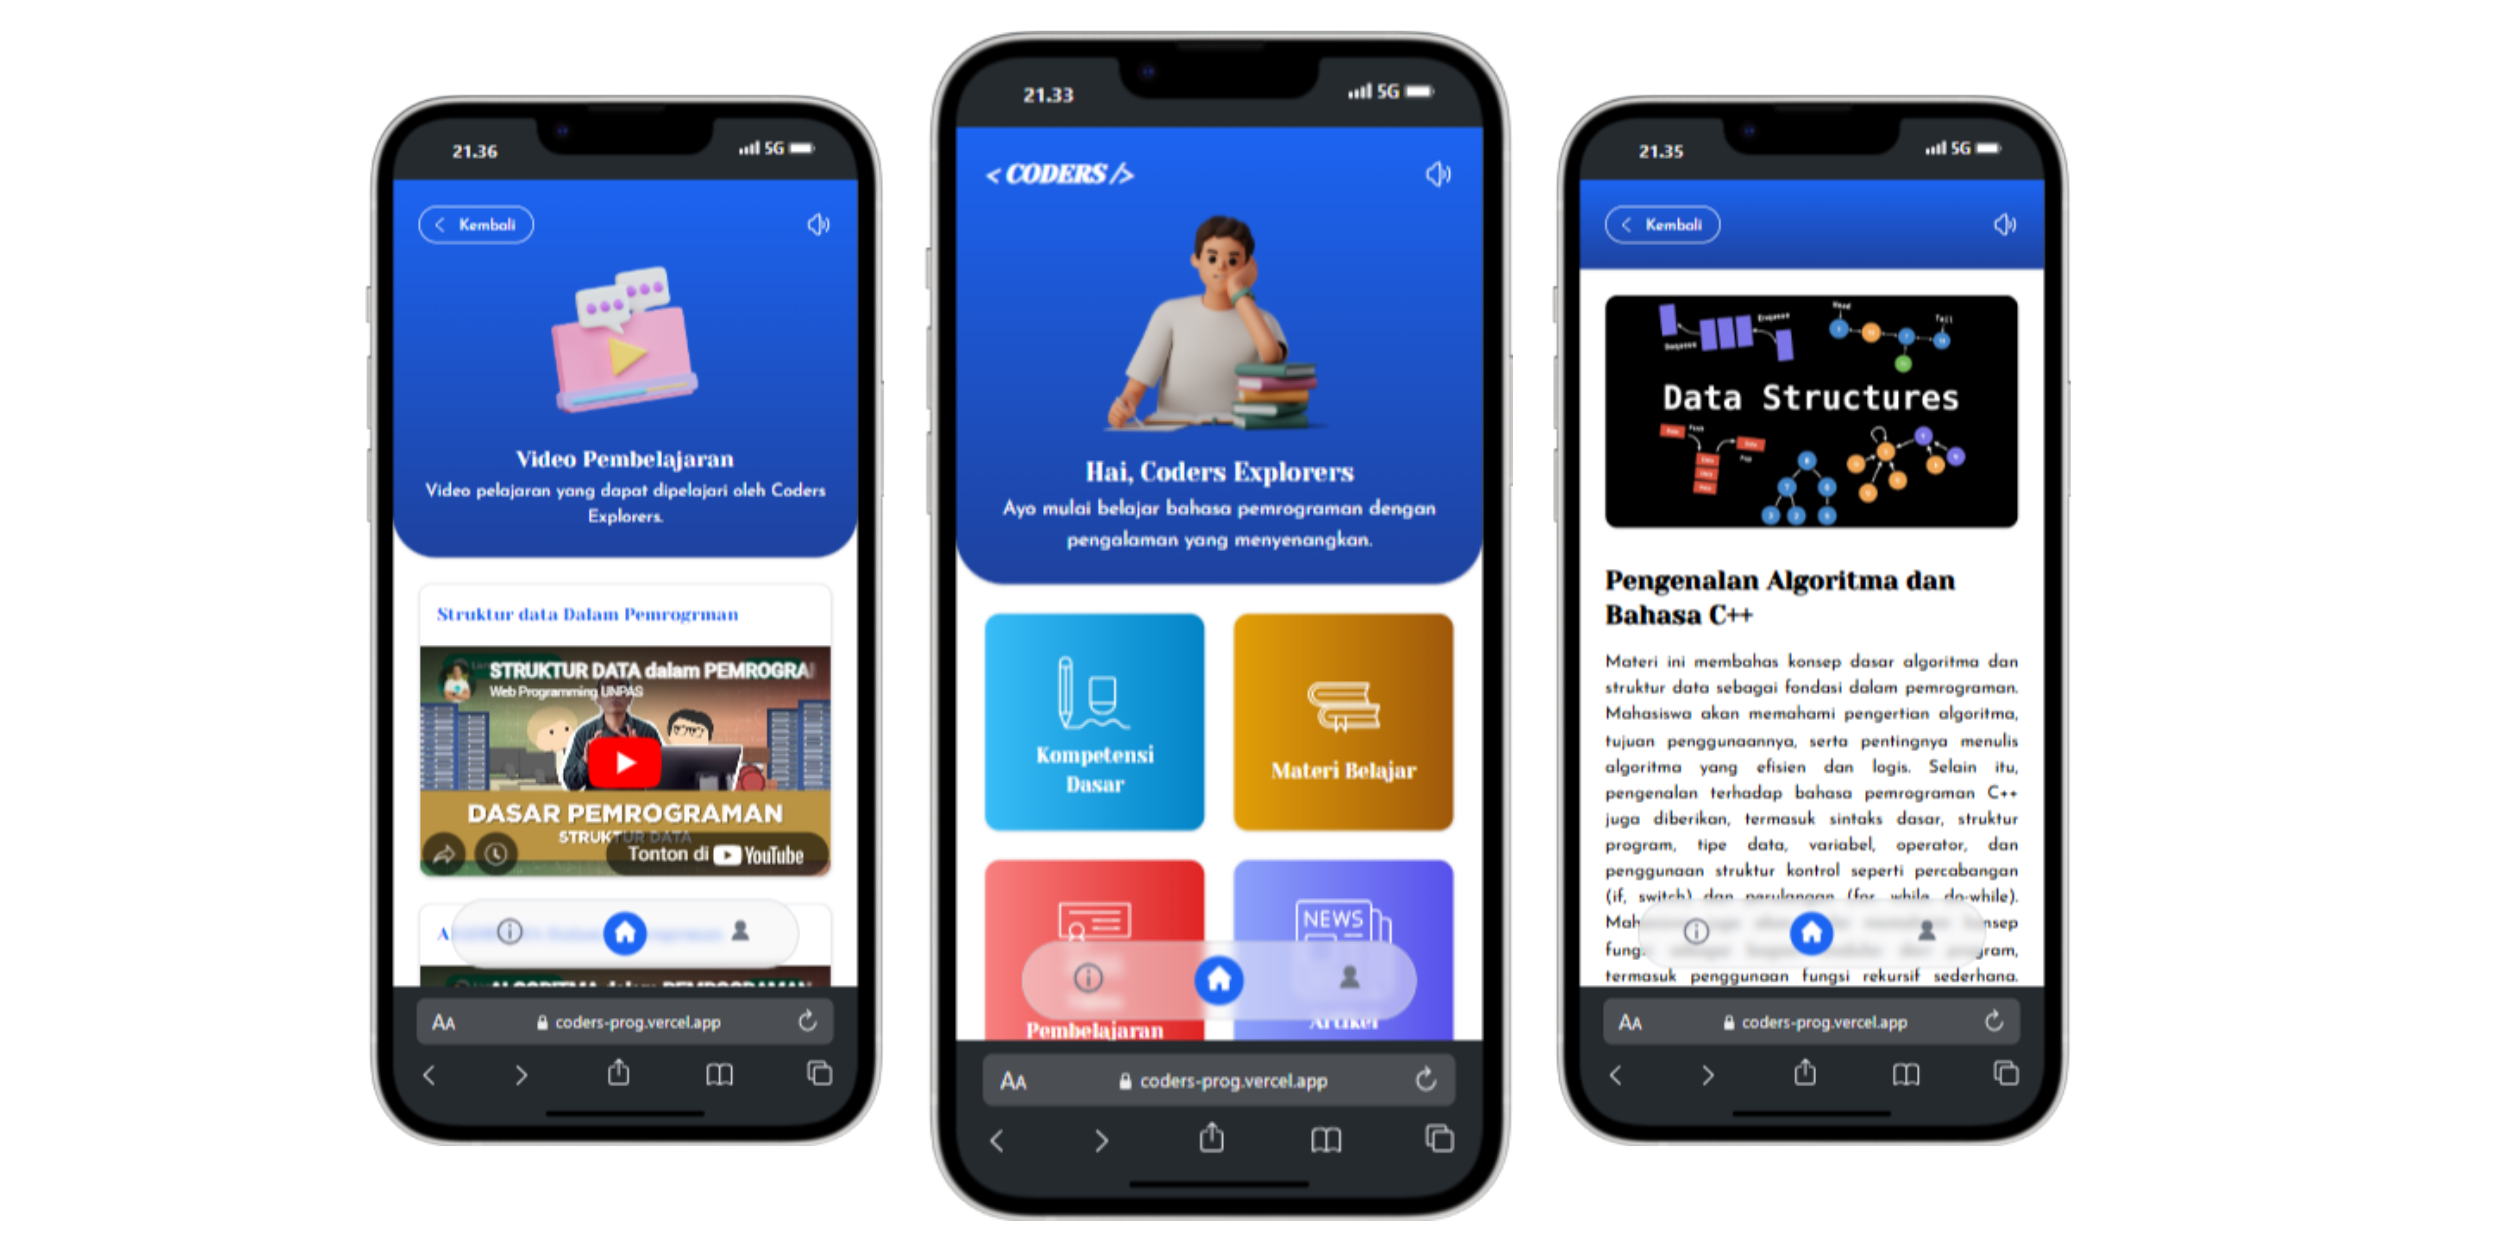 21.36
5G
Kembali
Video Pembelajaran
Video pelajaran yang dapat dipelajari oleh Coders
Explorers.
Struktur data Dalam Pemrogrman
STRUKTUR DATA dalam PEMROGRA
Web Programming UNPAS
DASAR PEMROGRAMAN
STRUKTUR DATA
Tonton di YouTube
AA
coders-prog.vercel.app
21.33
5G
< CODERS />
Hai, Coders Explorers
Ayo mulai belajar bahasa pemrograman dengan
pengalaman yang menyenangkan.
Kompetensi
Dasar
Materi Belajar
NEWS
Pembelajaran
Artikel
AA
coders-prog.vercel.app
21.35
5G
Kembali
Enqueue
Dequeue
Head
Tail
Data Structures
Push
Pop
Pengenalan Algoritma dan
Bahasa C++
Materi ini membahas konsep dasar algoritma dan
struktur data sebagai fondasi dalam pemrograman.
Mahasiswa akan memahami pengertian algoritma,
tujuan penggunaannya, serta pentingnya menulis
algoritma yang efisien dan logis. Selain itu,
pengenalan terhadap bahasa pemrograman C++
juga diberikan, termasuk sintaks dasar, struktur
program, tipe data, variabel, operator, dan
penggunaan struktur kontrol seperti percabangan
(if, switch) dan perulangan (for, while, do-while).
termasuk penggunaan fungsi rekursif sederhana.
AA
coders-prog.vercel.app